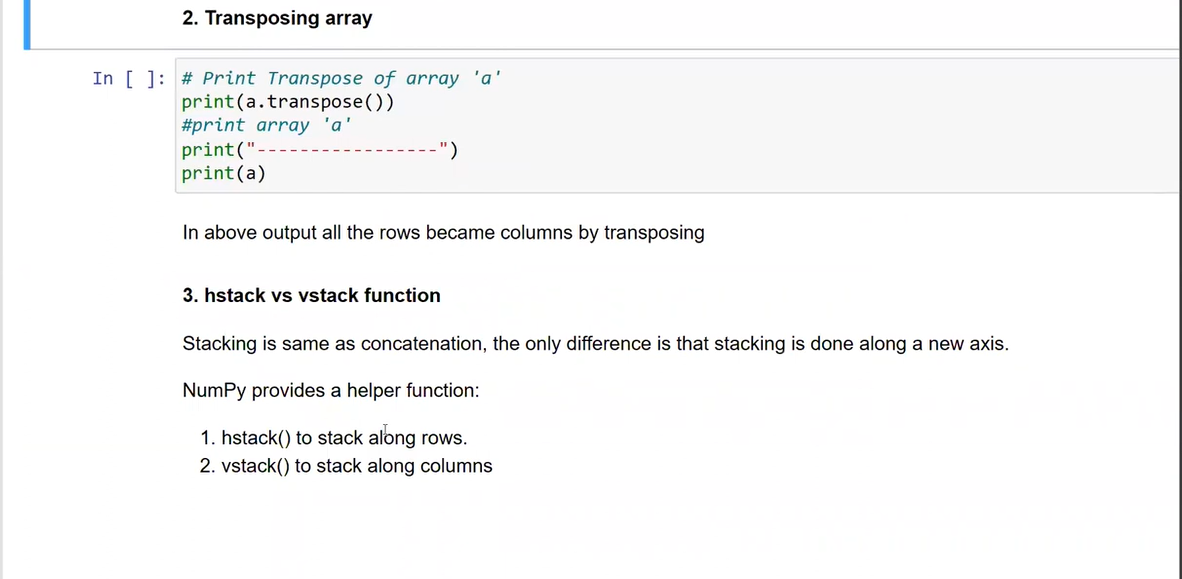 2. Transposing array
In [ ]: # Print Transpose of array 'a'
print(a.transpose())
#print array 'a'
print("-----------------")
print(a)
In above output all the rows became columns by transposing
3. hstack vs vstack function
Stacking is same as concatenation, the only difference is that stacking is done along a new axis.
NumPy provides a helper function:
1. hstack() to stack along rows.
2. vstack() to stack along columns